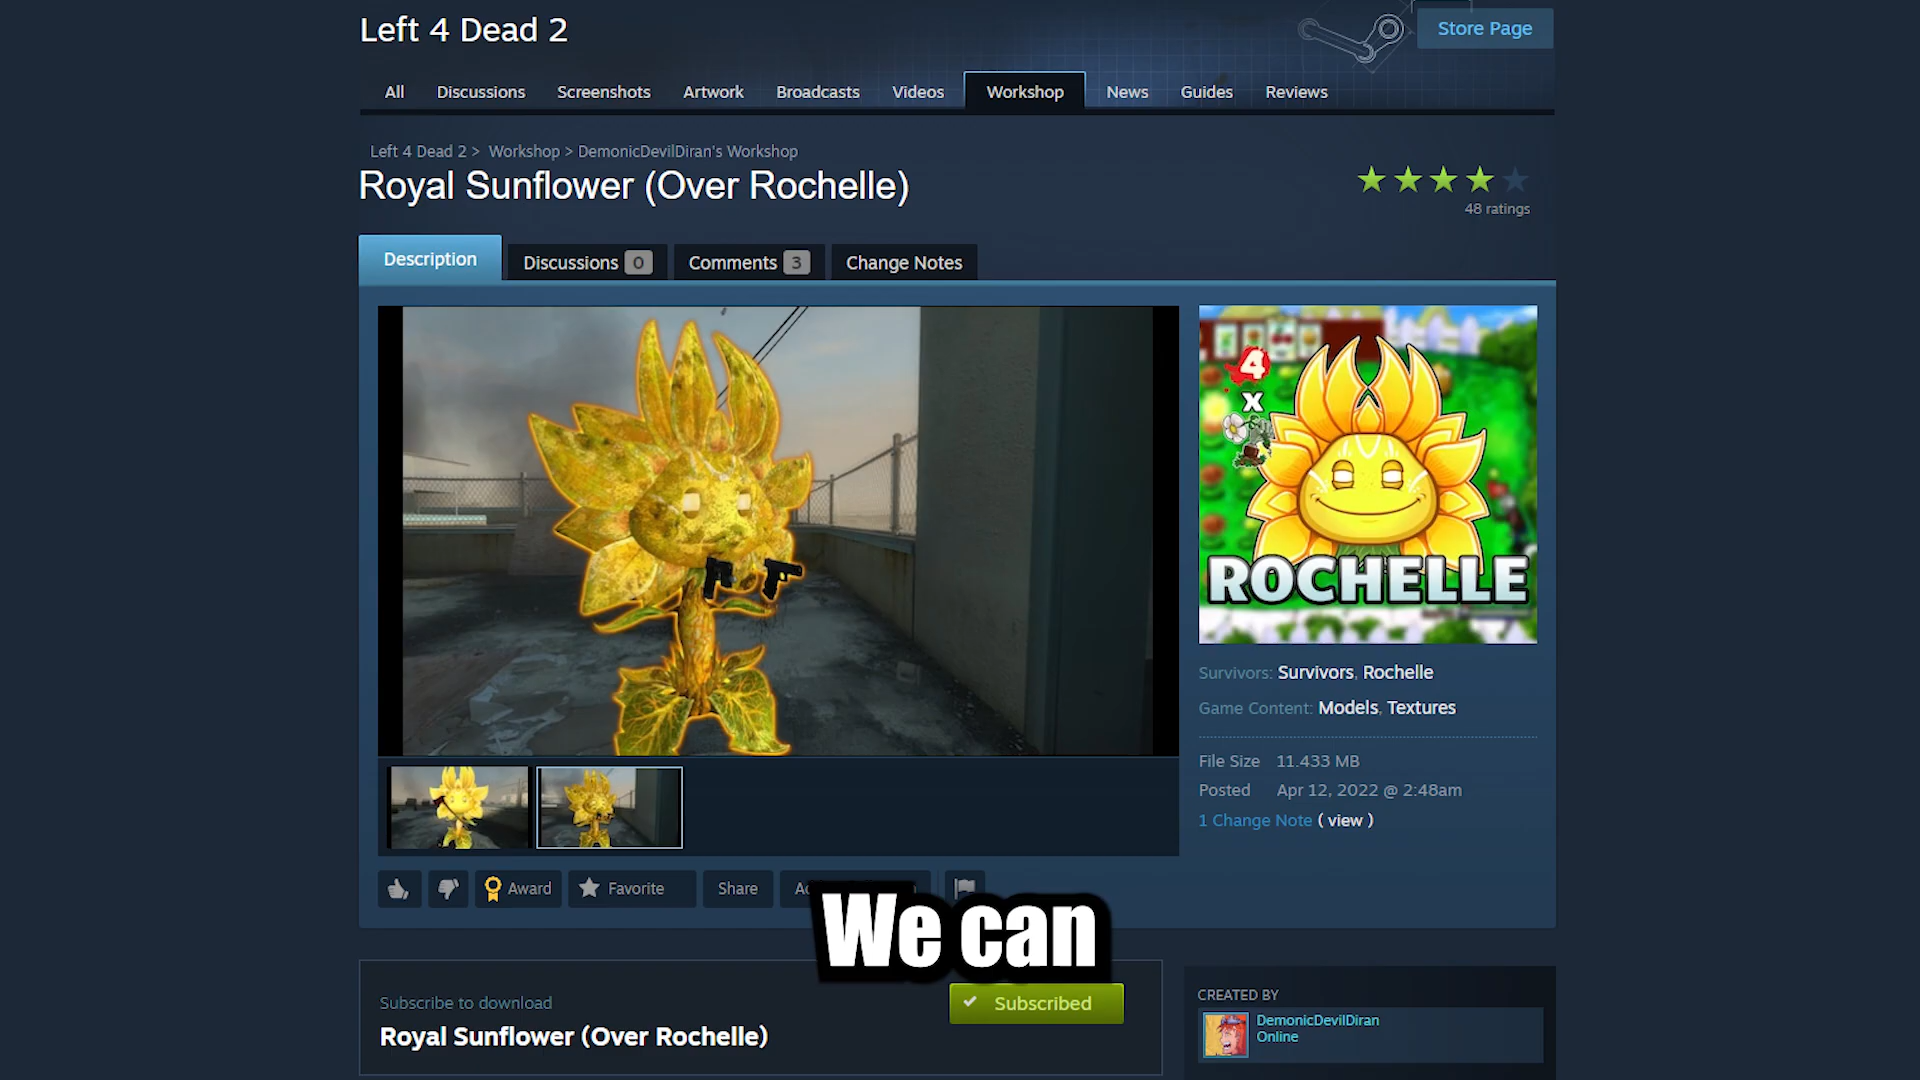 Left 4 Dead 2
Store Page
All Discussions Screenshots Artwork Broadcasts Videos Workshop News Guides Reviews
Left 4 Dead 2 > Workshop > DemonicDevilDiran's Workshop
Royal Sunflower (Over Rochelle)
48 ratings
Description Discussions 0 Comments 3 Change Notes
4
X
ROCHELLE
Survivors: Survivors, Rochelle
Game Content: Models, Textures
File Size 11.433 MB
Posted Apr 12, 2022 @ 2:48am
1 Change Note ( view )
Award Favorite Share
We can
Subscribe to download
Royal Sunflower (Over Rochelle)
Subscribed
CREATED BY
DemonicDevilDiran
Online